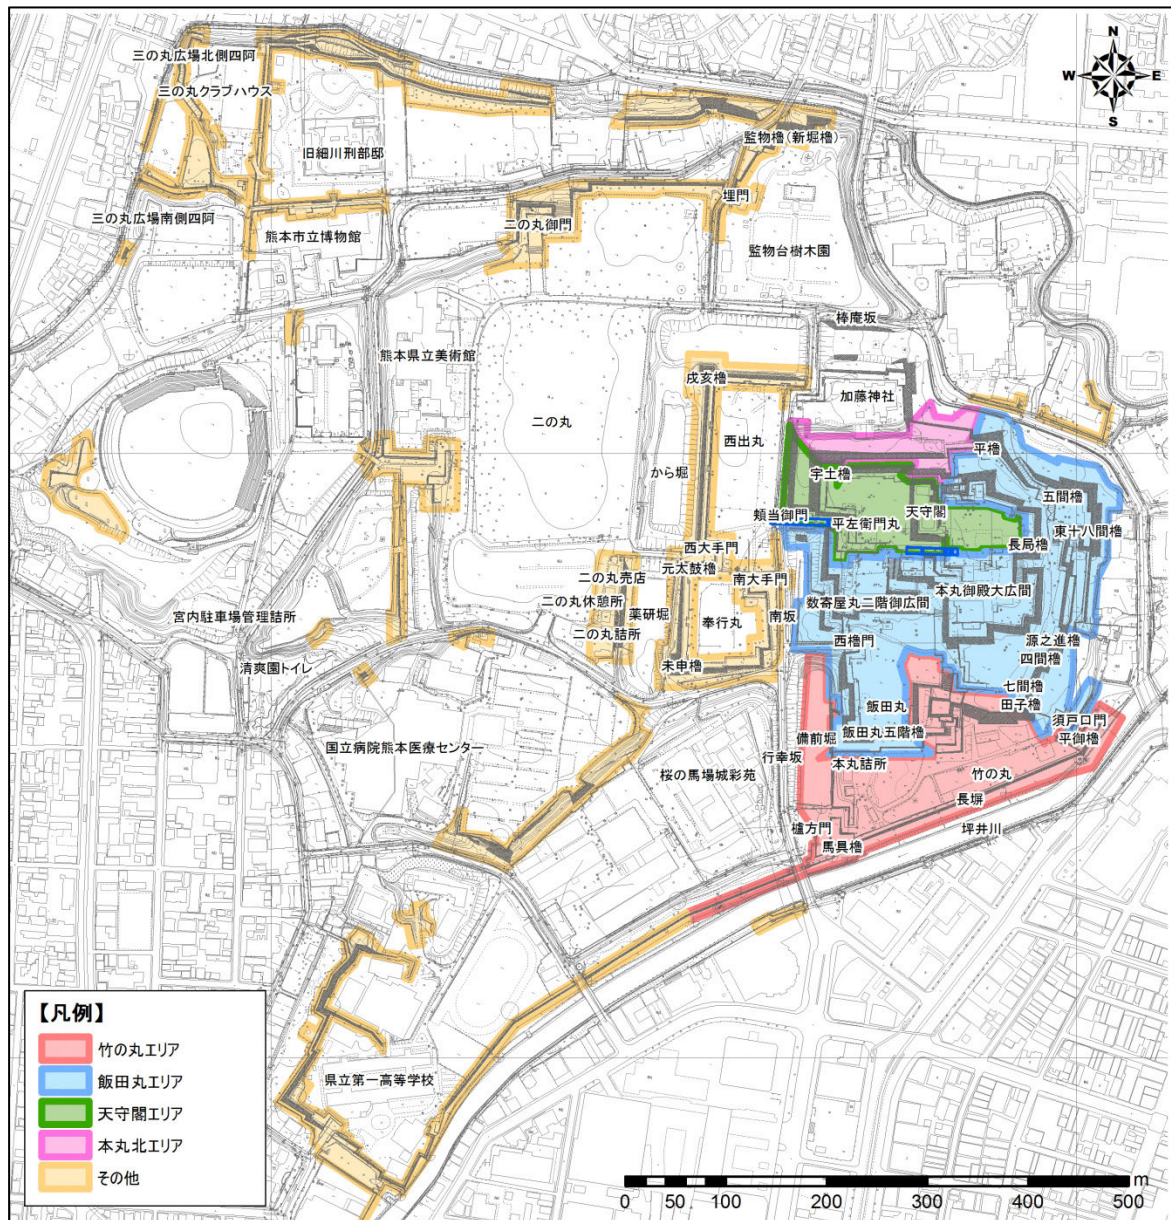 N
W E
S
三の丸広場北側四阿
三の丸クラブハウス
旧細川刑部邸
監物櫓(新堀櫓)
埋門
三の丸広場南側四阿
熊本市立博物館
二の丸御門
監物台樹木園
棒庵坂
熊本県立美術館
戌亥櫓
加藤神社
二の丸
西出丸
から堀
平櫓
宇土櫓
五間櫓
頬当御門
平左衛門丸
天守閣
東十八間櫓
長局櫓
西大手門
元太鼓櫓
南大手門
二の丸売店
二の丸休憩所
二の丸詰所
薬研堀
奉行丸
南坂
数寄屋丸二階御広間
本丸御殿大広間
宮内駐車場管理詰所
清爽園トイレ
西櫓門
源之進櫓
四間櫓
未申櫓
七間櫓
田子櫓
飯田丸
須戸口門
平御櫓
備前堀
飯田丸五階櫓
国立病院熊本医療センター
行幸坂
本丸詰所
桜の馬場城彩苑
竹の丸
長塀
櫨方門
馬具櫓
坪井川
県立第一高等学校
【凡例】
竹の丸エリア
飯田丸エリア
天守閣エリア
本丸北エリア
その他
m
0 50 100 200 300 400 500